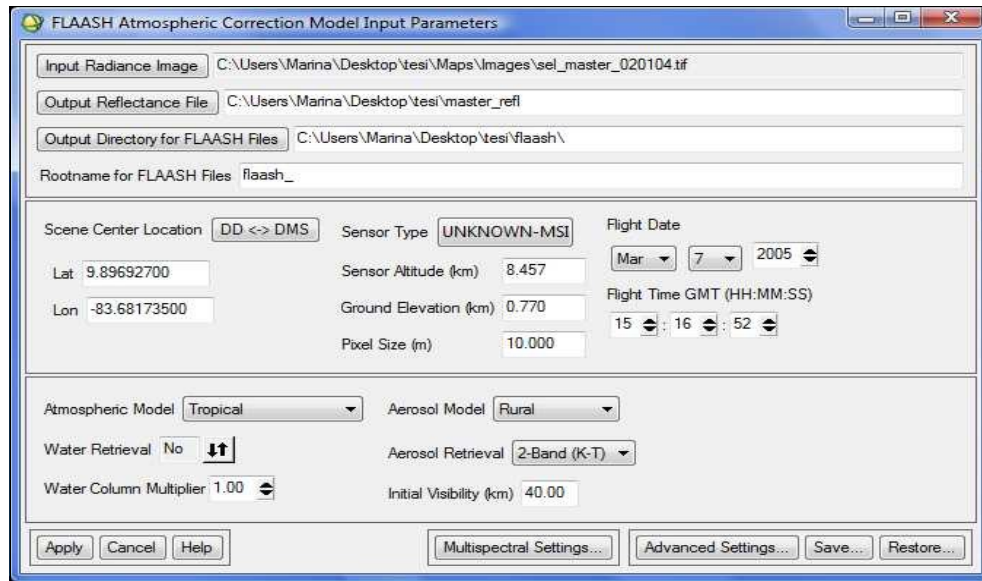 FLAASH Atmospheric Correction Model Input Parameters
Input Radiance Image C:\Users\Marina\Desktop\tesi\Maps\Images\sel_master_020104.tif
Output Reflectance File C:\Users\Marina\Desktop\tesi\master_refl
Output Directory for FLAASH Files C:\Users\Marina\Desktop\tesi\flaash\
Rootname for FLAASH Files flaash_
Scene Center Location DD <-> DMS
Lat 9.89692700
Lon -83.68173500
Sensor Type UNKNOWN-MSI
Sensor Altitude (km) 8.457
Ground Elevation (km) 0.770
Pixel Size (m) 10.000
Flight Date
Mar 7 2005
Flight Time GMT (HH:MM:SS)
15 : 16 : 52
Atmospheric Model Tropical
Water Retrieval No
Water Column Multiplier 1.00
Aerosol Model Rural
Aerosol Retrieval 2-Band (K-T)
Initial Visibility (km) 40.00
Apply Cancel Help Multispectral Settings... Advanced Settings... Save... Restore...